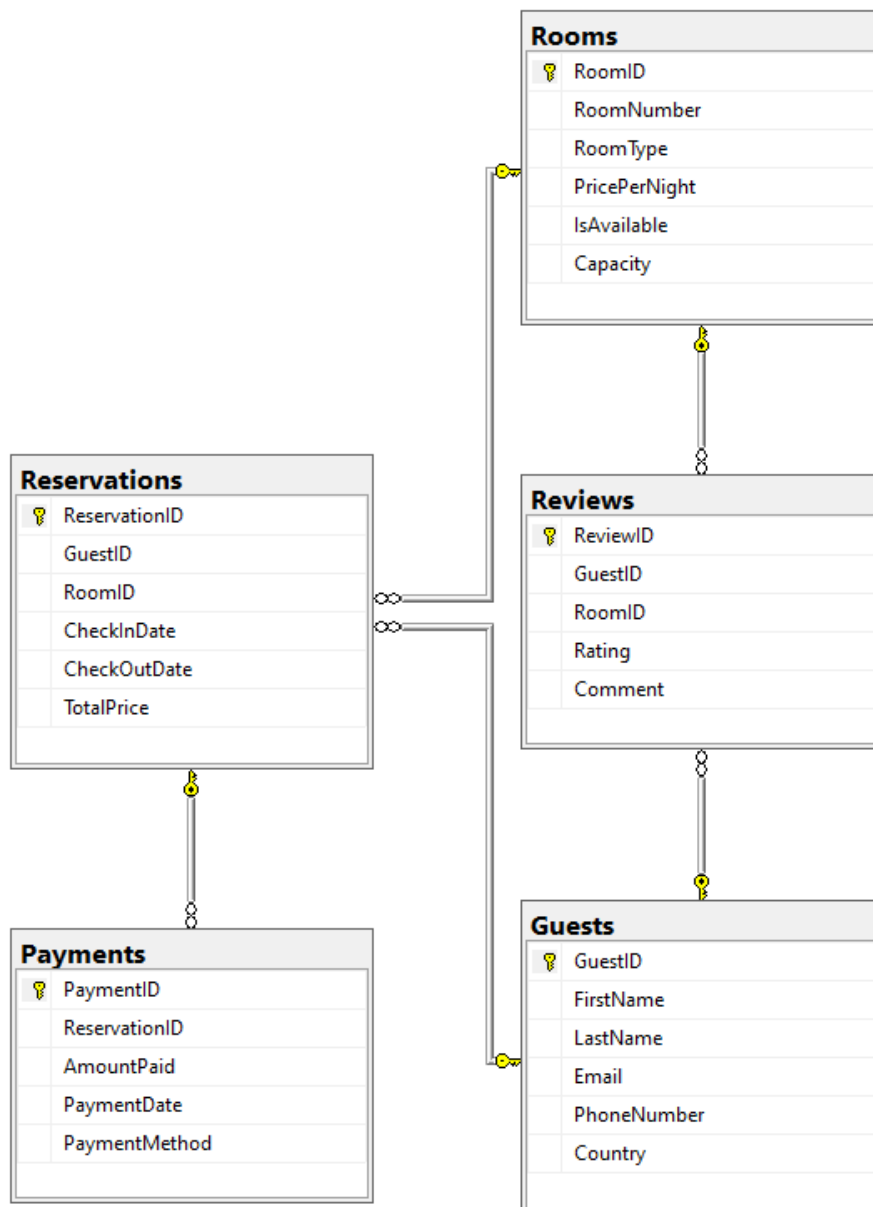 Rooms
RoomID
RoomNumber
RoomType
PricePerNight
IsAvailable
Capacity
Reservations
ReservationID
GuestID
RoomID
CheckInDate
CheckOutDate
TotalPrice
Reviews
ReviewID
GuestID
RoomID
Rating
Comment
Payments
PaymentID
ReservationID
AmountPaid
PaymentDate
PaymentMethod
Guests
GuestID
FirstName
LastName
Email
PhoneNumber
Country